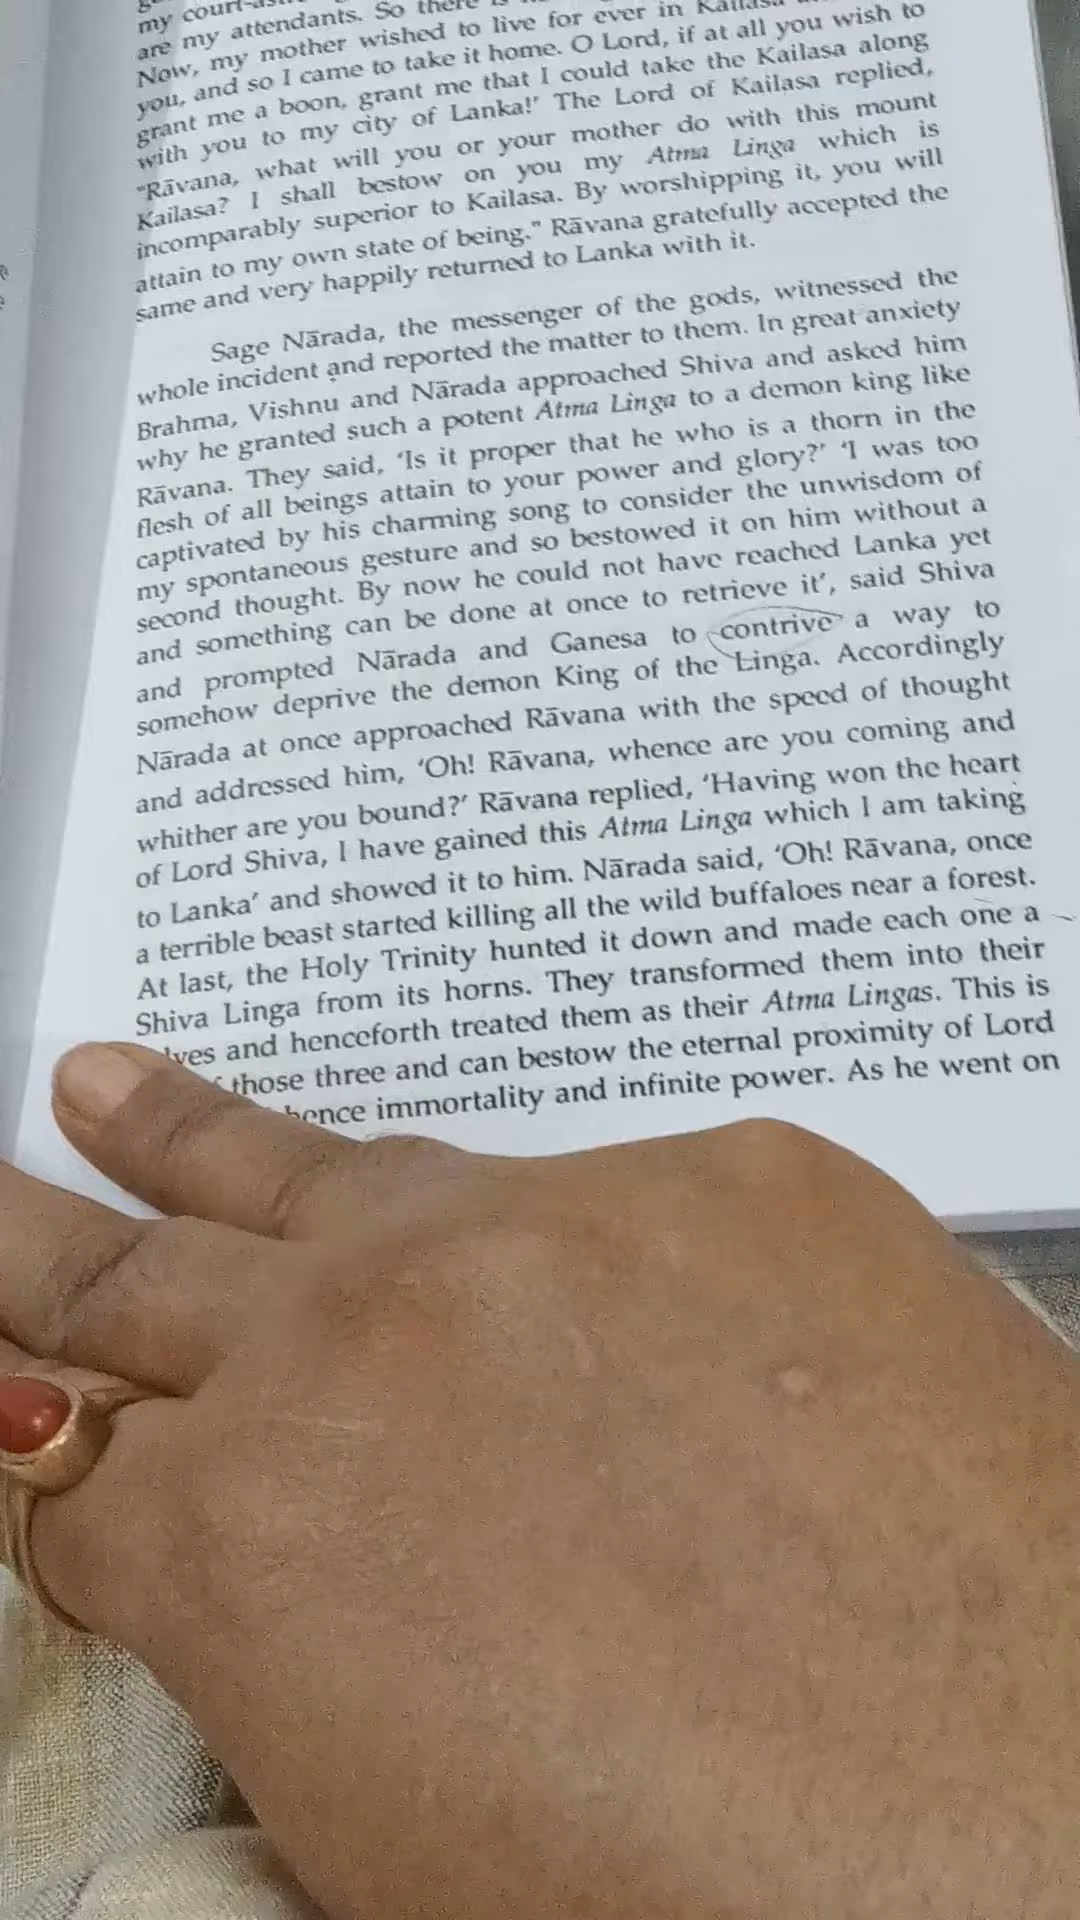 my court-
are my attendants. So there
Now, my mother wished to live for ever in Kailasa
you, and so I came to take it home. O Lord, if at all you wish to
grant me a boon, grant me that I could take the Kailasa along
with you to my city of Lanka!' The Lord of Kailasa replied,
"Rāvana, what will you or your mother do with this mount
Kailasa? I shall bestow on you my Atma Linga which is
incomparably superior to Kailasa. By worshipping it, you will
attain to my own state of being." Rāvana gratefully accepted the
same and very happily returned to Lanka with it.
Sage Nārada, the messenger of the gods, witnessed the
whole incident and reported the matter to them. In great anxiety
Brahma, Vishnu and Nārada approached Shiva and asked him
why he granted such a potent Atma Linga to a demon king like
Rāvana. They said, 'Is it proper that he who is a thorn in the
flesh of all beings attain to your power and glory?' 'I was too
captivated by his charming song to consider the unwisdom of
my spontaneous gesture and so bestowed it on him without a
second thought. By now he could not have reached Lanka yet
and something can be done at once to retrieve it', said Shiva
and prompted Nārada and Ganesa to contrive a way to
somehow deprive the demon King of the Linga. Accordingly
Nārada at once approached Rāvana with the speed of thought
and addressed him, 'Oh! Rāvana, whence are you coming and
whither are you bound?' Rāvana replied, 'Having won the heart
of Lord Shiva, I have gained this Atma Linga which I am taking
to Lanka' and showed it to him. Nārada said, 'Oh! Rāvana, once
a terrible beast started killing all the wild buffaloes near a forest.
At last, the Holy Trinity hunted it down and made each one a
Shiva Linga from its horns. They transformed them into their
lves and henceforth treated them as their Atma Lingas. This is
those three and can bestow the eternal proximity of Lord
hence immortality and infinite power. As he went on